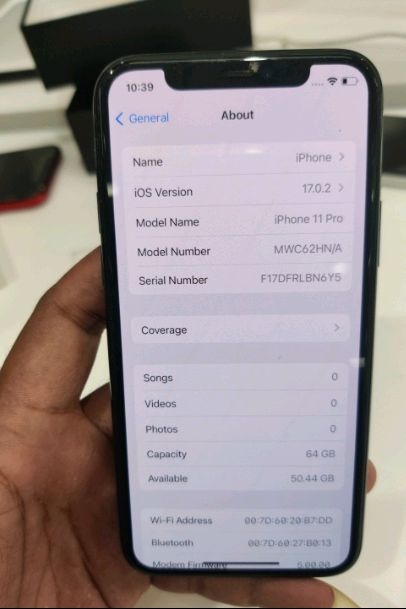 10:39
General
About
Name iPhone
iOS Version 17.0.2
Model Name iPhone 11 Pro
Model Number MWC62HN/A
Serial Number F17DFRLBN6Y5
Coverage
Songs 0
Videos 0
Photos 0
Capacity 64 GB
Available 50.44 GB
Wi-Fi Address 00:7D:60:20:B7:DD
Bluetooth 00:7D:60:27:B0:13
Modem Firmware 5.00.00